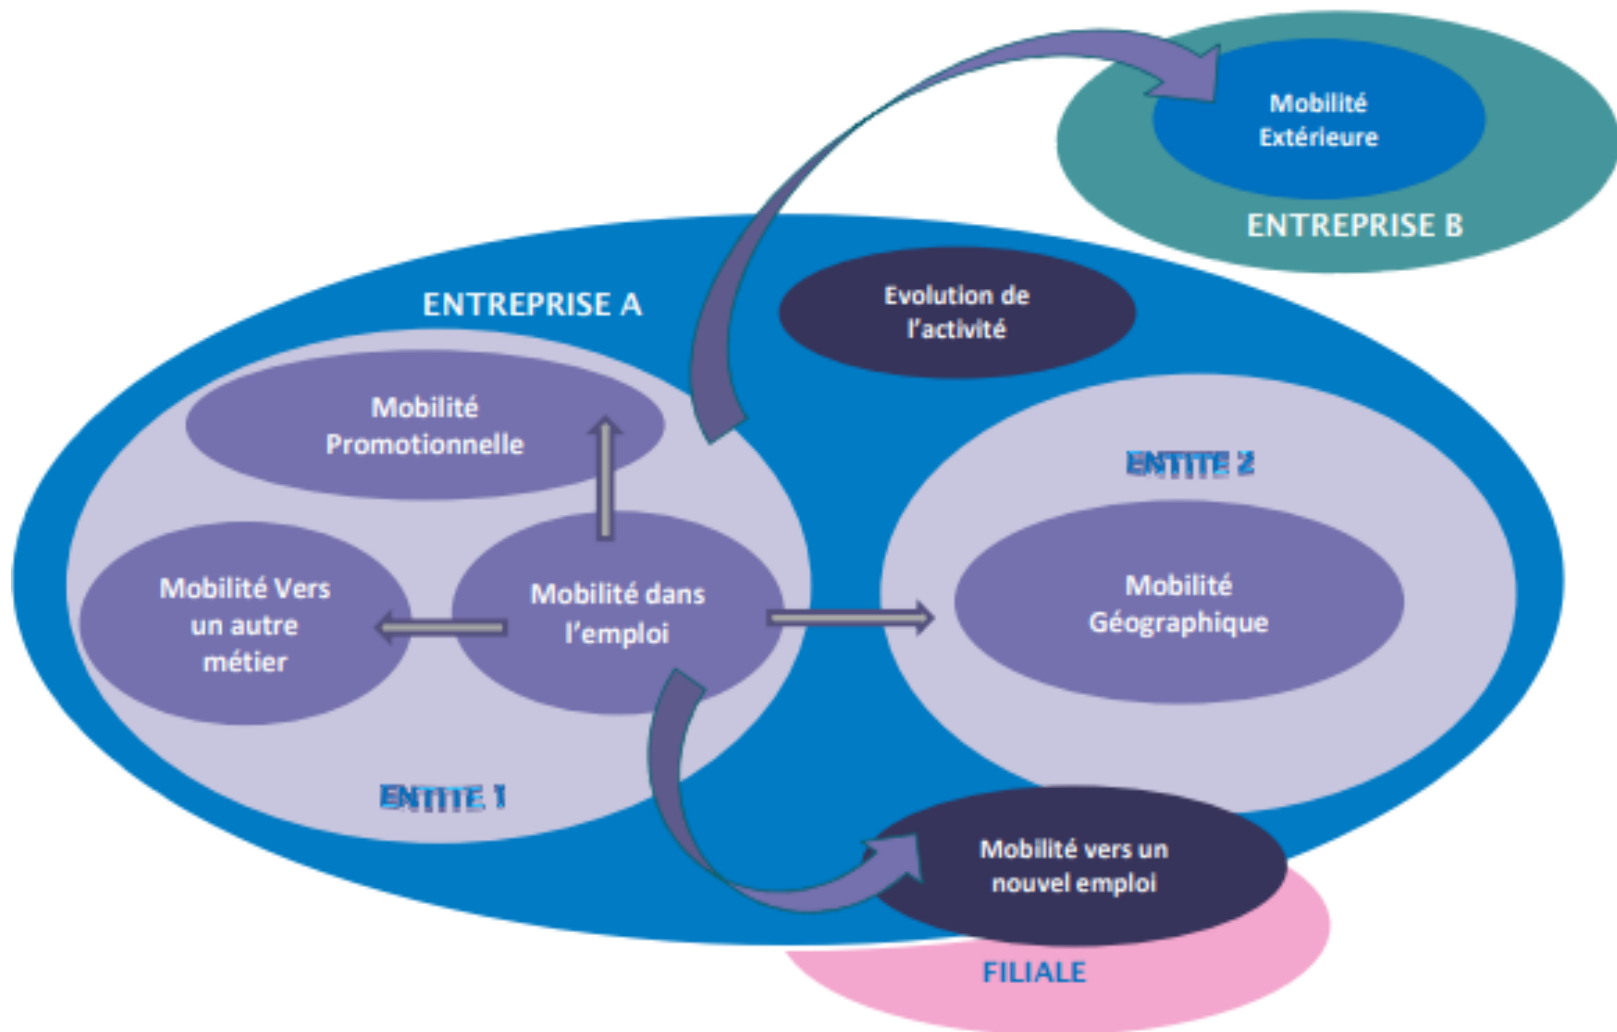 Mobilité
Extérieure
ENTREPRISE B
ENTREPRISE A
Evolution de
l'activité
Mobilité
Promotionnelle
ENTITE 2
Mobilité Vers
un autre
métier
Mobilité dans
l'emploi
Mobilité
Géographique
ENTITE 1
Mobilité vers un
nouvel emploi
FILIALE